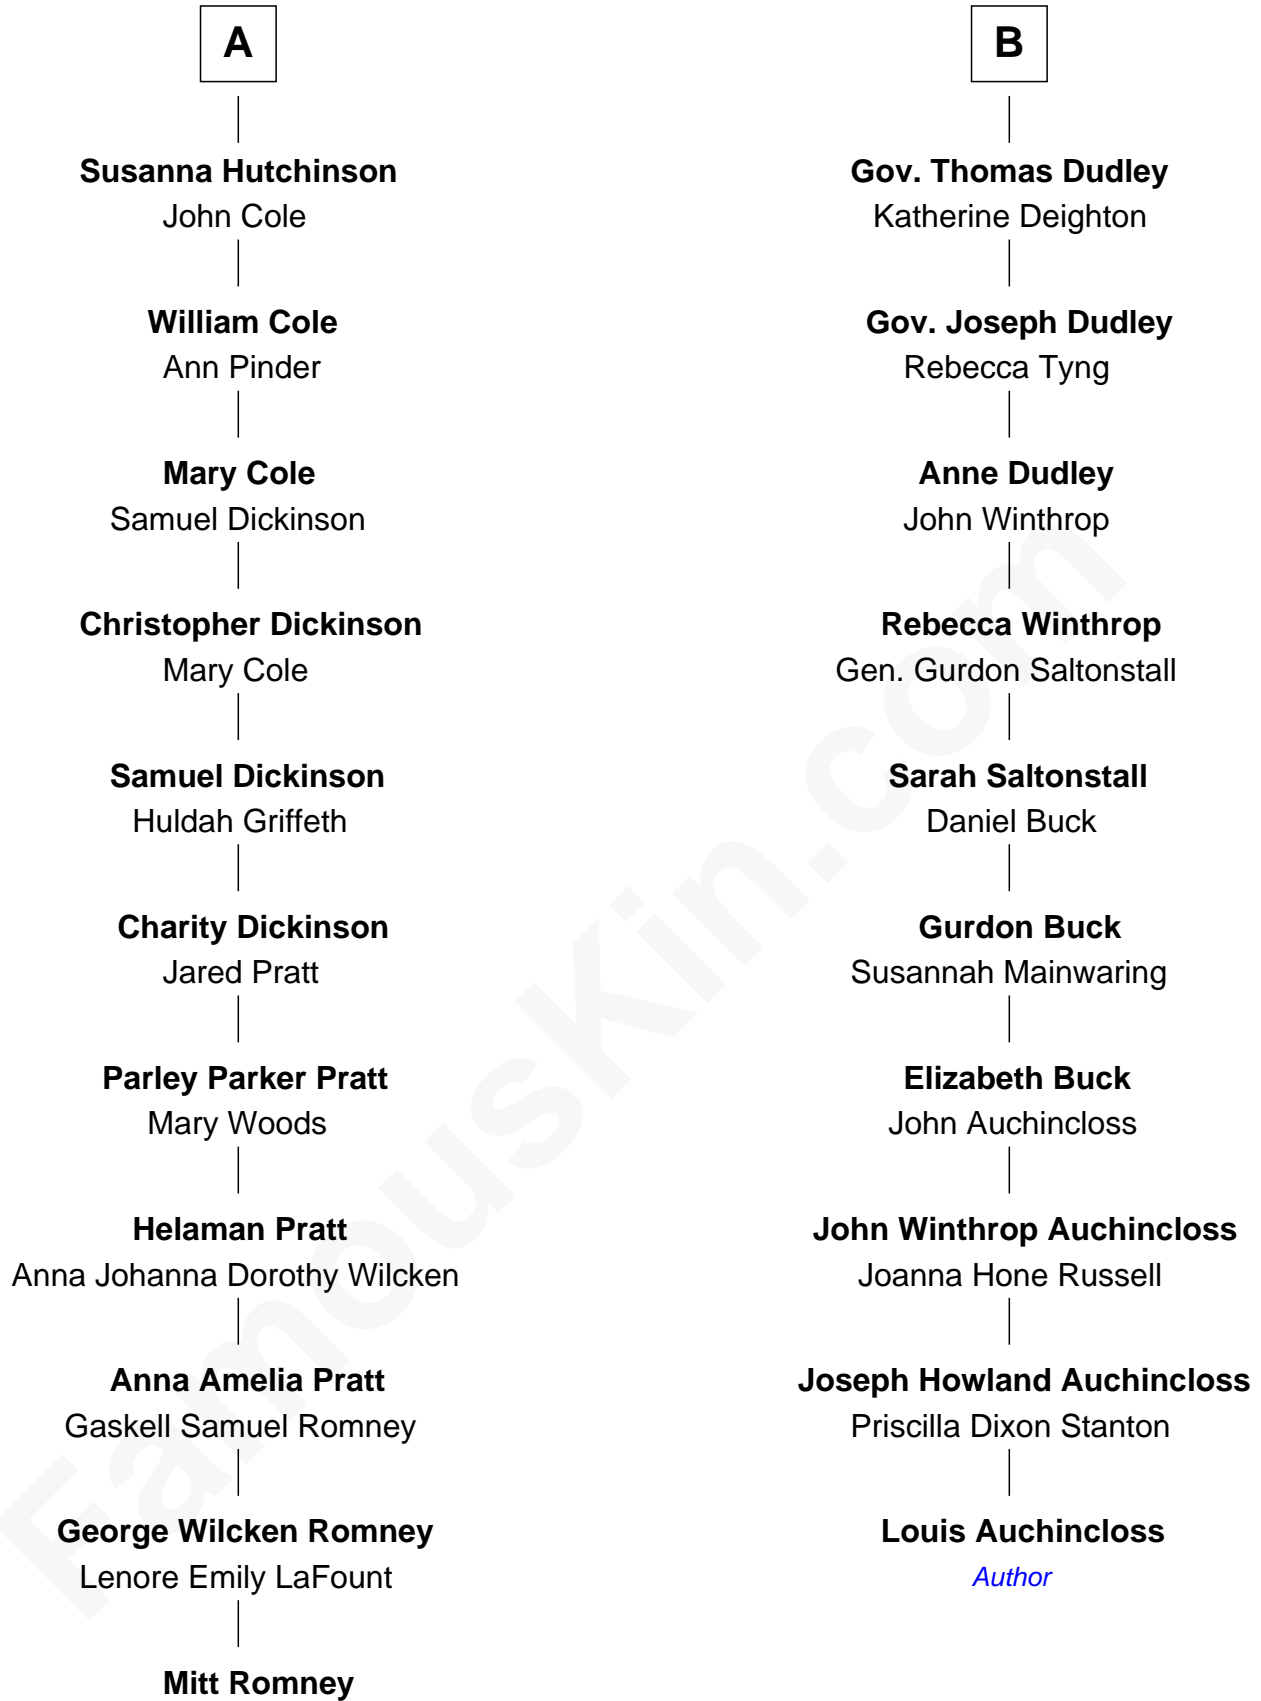 A
Susanna Hutchinson
John Cole
William Cole
Ann Pinder
Mary Cole
Samuel Dickinson
Christopher Dickinson
Mary Cole
Samuel Dickinson
Huldah Griffeth
Charity Dickinson
Jared Pratt
Parley Parker Pratt
Mary Woods
Helaman Pratt
Anna Johanna Dorothy Wilcken
Anna Amelia Pratt
Gaskell Samuel Romney
George Wilcken Romney
Lenore Emily LaFount
Mitt Romney
B
Gov. Thomas Dudley
Katherine Deighton
Gov. Joseph Dudley
Rebecca Tyng
Anne Dudley
John Winthrop
Rebecca Winthrop
Gen. Gurdon Saltonstall
Sarah Saltonstall
Daniel Buck
Gurdon Buck
Susannah Mainwaring
Elizabeth Buck
John Auchincloss
John Winthrop Auchincloss
Joanna Hone Russell
Joseph Howland Auchincloss
Priscilla Dixon Stanton
Louis Auchincloss
Author
FamousKin.com